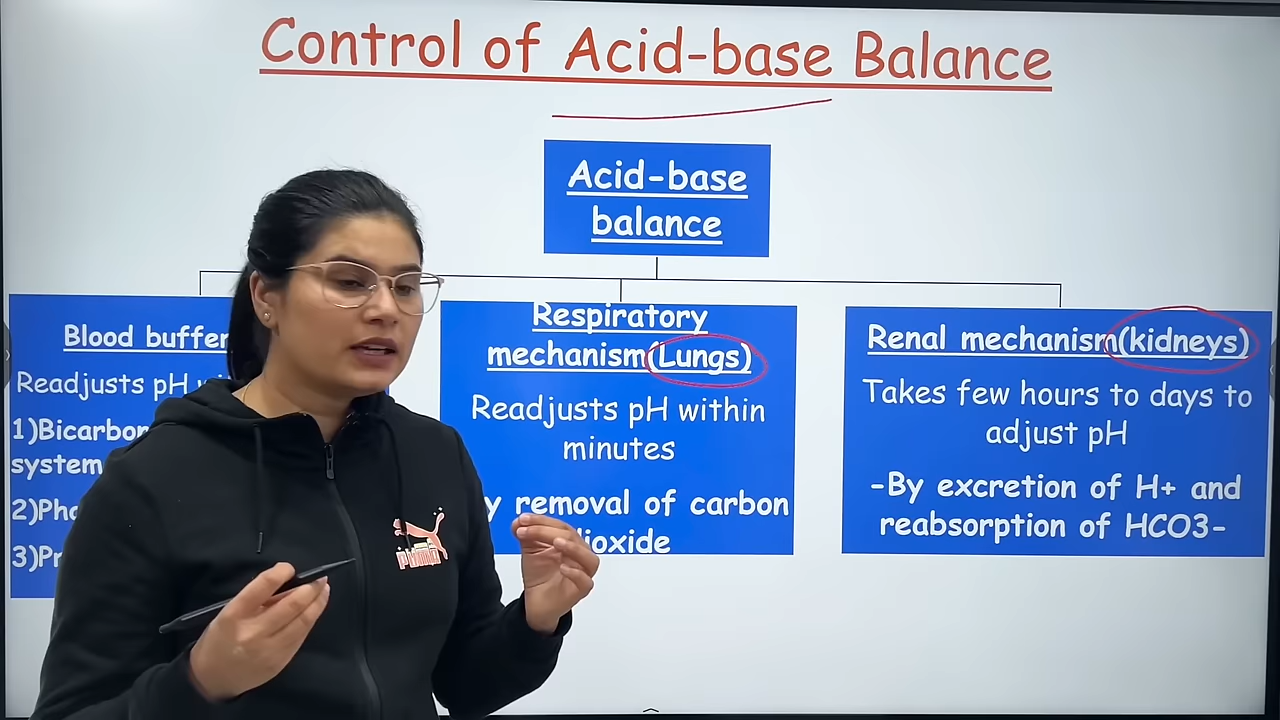 Control of Acid-base Balance
Acid-base
balance
Blood buffer
Readjusts pH
1)Bicarbon
system
2)Pho
3)Pr
Respiratory
mechanism(Lungs)
Readjusts pH within
minutes
removal of carbon
dioxide
Renal mechanism(kidneys)
Takes few hours to days to
adjust pH
-By excretion of H+ and
reabsorption of HCO3-
PUMA